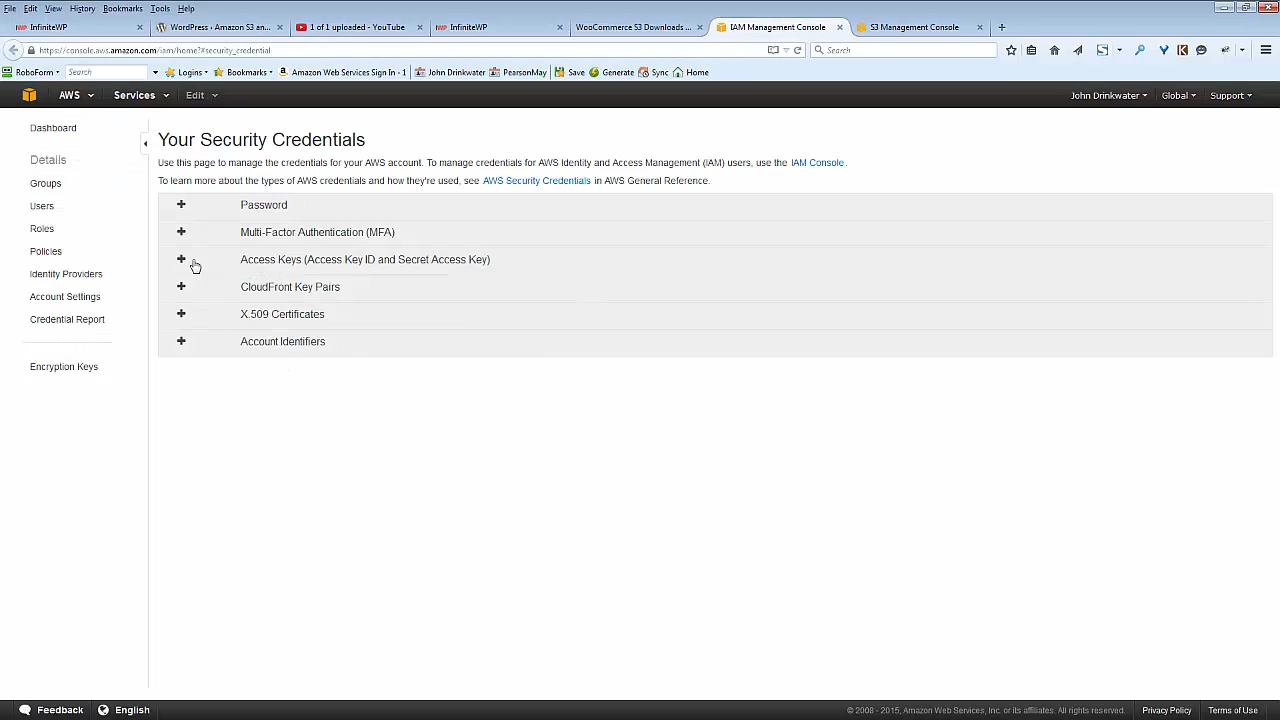 File Edit View History Bookmarks Tools Help
InfiniteWP WordPress › Amazon S3 an... 1 of 1 uploaded - YouTube InfiniteWP WooCommerce S3 Downloads ... IAM Management Console S3 Management Console
https://console.aws.amazon.com/iam/home?#security_credential Search
RoboForm Search Logins Bookmarks Amazon Web Services Sign In - 1 John Drinkwater PearsonMay Save Generate Sync Home
AWS Services Edit John Drinkwater Global Support
Dashboard
Details
Groups
Users
Roles
Policies
Identity Providers
Account Settings
Credential Report
Encryption Keys
Your Security Credentials
Use this page to manage the credentials for your AWS account. To manage credentials for AWS Identity and Access Management (IAM) users, use the IAM Console.
To learn more about the types of AWS credentials and how they're used, see AWS Security Credentials in AWS General Reference.
Password
Multi-Factor Authentication (MFA)
Access Keys (Access Key ID and Secret Access Key)
CloudFront Key Pairs
X.509 Certificates
Account Identifiers
Feedback English © 2008 - 2015, Amazon Web Services, Inc. or its affiliates. All rights reserved. Privacy Policy Terms of Use